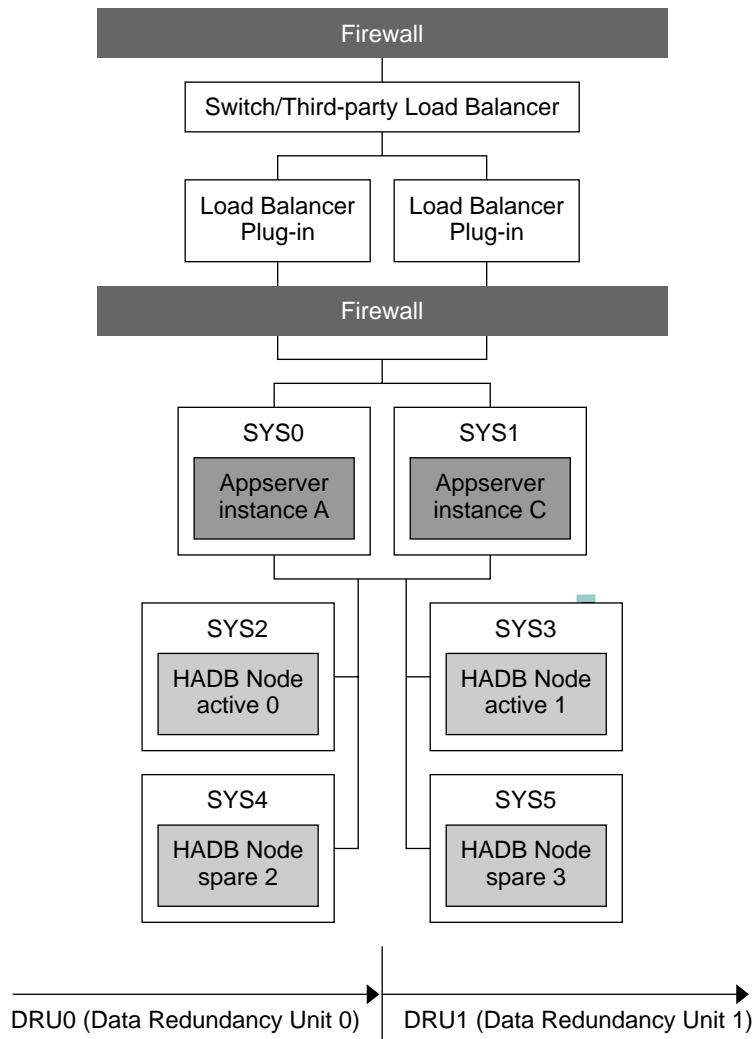 Firewall
Switch/Third-party Load Balancer
Load Balancer
Plug-in
Load Balancer
Plug-in
Firewall
SYS0
Appserver
instance A
SYS1
Appserver
instance C
SYS2
HADB Node
active 0
SYS3
HADB Node
active 1
SYS4
HADB Node
spare 2
SYS5
HADB Node
spare 3
DRU0 (Data Redundancy Unit 0)
DRU1 (Data Redundancy Unit 1)